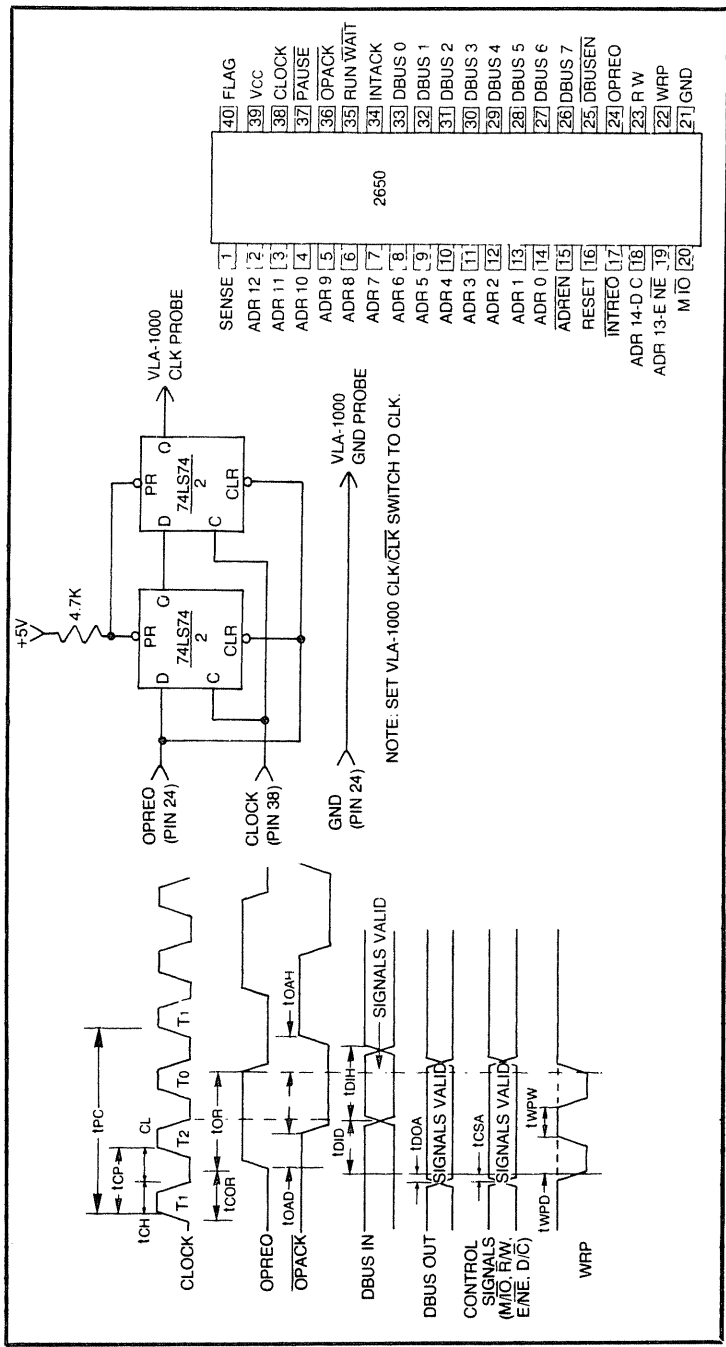 tPC
tCP
tCH
CL
CLOCK
T1
T2
T0
T1
tCOR
tOR
OPREO
tOAD
tOAH
OPACK
tDID
tDIH
DBUS IN
SIGNALS VALID
tDOA
DBUS OUT
SIGNALS VALID
tCSA
CONTROL
SIGNALS
(M/IO, R/W,
E/NE, D/C)
SIGNALS VALID
tWPD
tWPW
WRP
+5V
4.7K
OPREO
(PIN 24)
D
PR
Q
74LS74
2
C
CLR
D
PR
Q
74LS74
2
C
CLR
VLA-1000
CLK PROBE
CLOCK
(PIN 38)
GND
(PIN 24)
VLA-1000
GND PROBE
NOTE: SET VLA-1000 CLK/CLK SWITCH TO CLK.
2650
SENSE 1
ADR 12 2
ADR 11 3
ADR 10 4
ADR 9 5
ADR 8 6
ADR 7 7
ADR 6 8
ADR 5 9
ADR 4 10
ADR 3 11
ADR 2 12
ADR 1 13
ADR 0 14
ADREN 15
RESET 16
INTREO 17
ADR 14-D C 18
ADR 13-E NE 19
M IO 20
40 FLAG
39 VCC
38 CLOCK
37 PAUSE
36 OPACK
35 RUN WAIT
34 INTACK
33 DBUS 0
32 DBUS 1
31 DBUS 2
30 DBUS 3
29 DBUS 4
28 DBUS 5
27 DBUS 6
26 DBUS 7
25 DBUSEN
24 OPREO
23 R W
22 WRP
21 GND